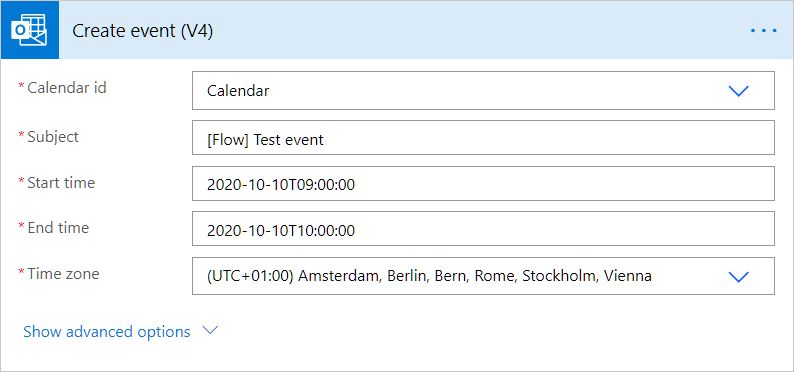 Create event (V4)
* Calendar id Calendar
* Subject [Flow] Test event
* Start time 2020-10-10T09:00:00
* End time 2020-10-10T10:00:00
* Time zone (UTC+01:00) Amsterdam, Berlin, Bern, Rome, Stockholm, Vienna
Show advanced options